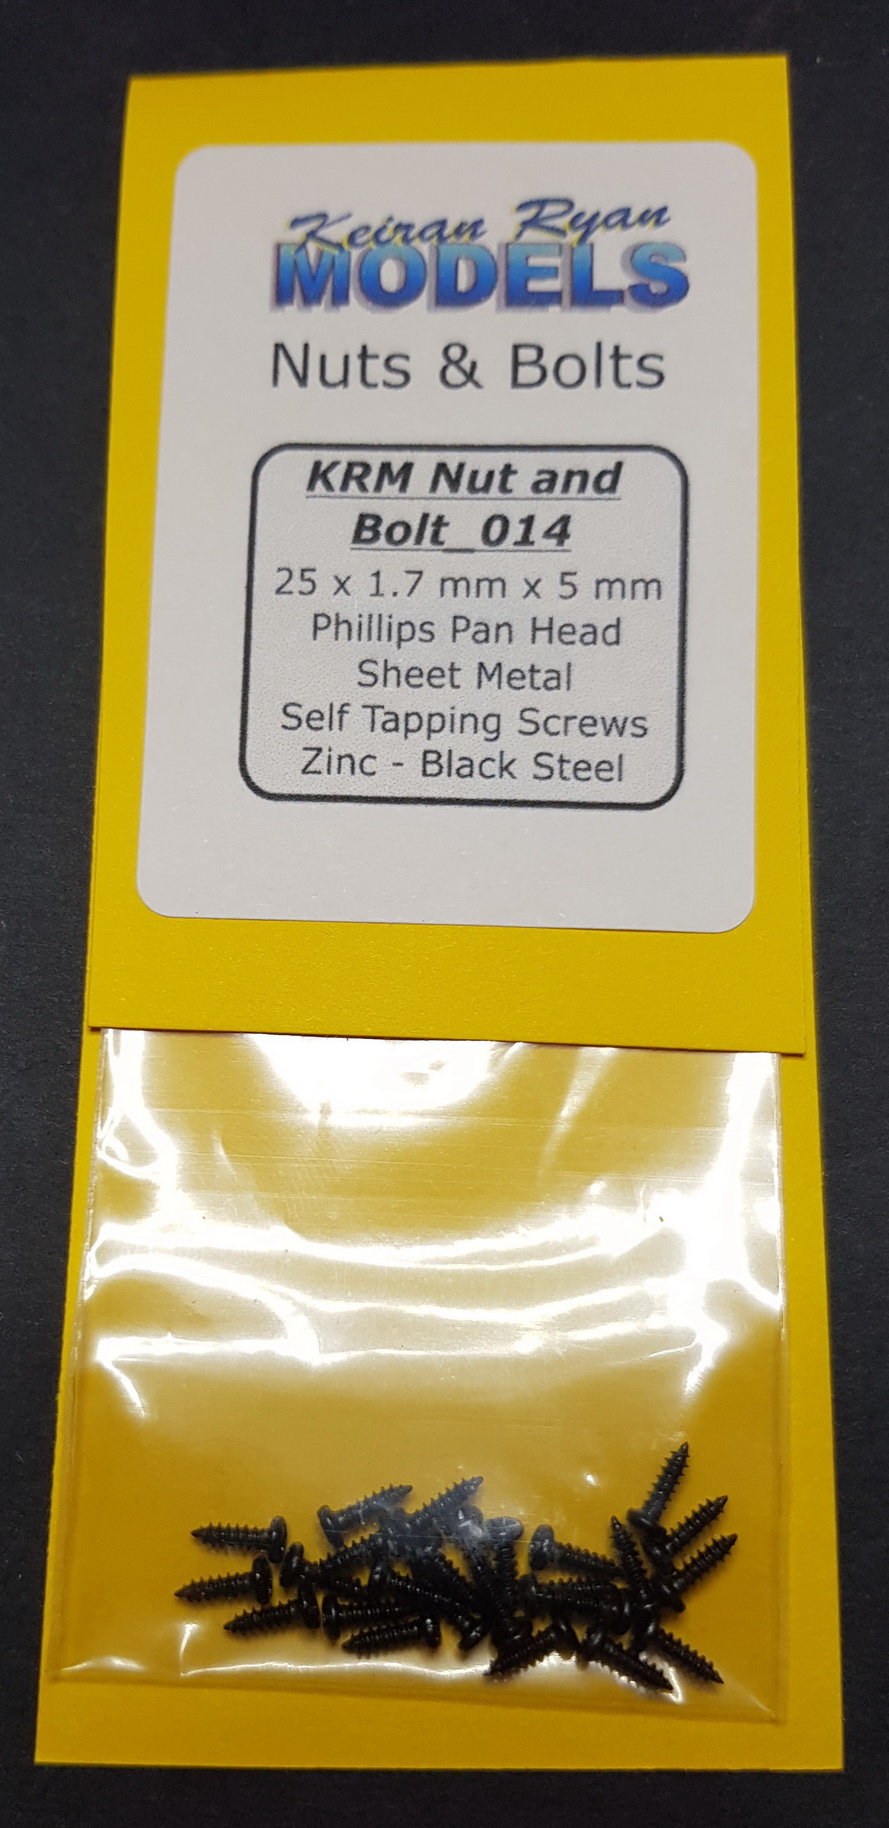 Keiran Ryan
MODELS
Nuts & Bolts
KRM Nut and
Bolt_014
25 x 1.7 mm x 5 mm
Phillips Pan Head
Sheet Metal
Self Tapping Screws
Zinc - Black Steel